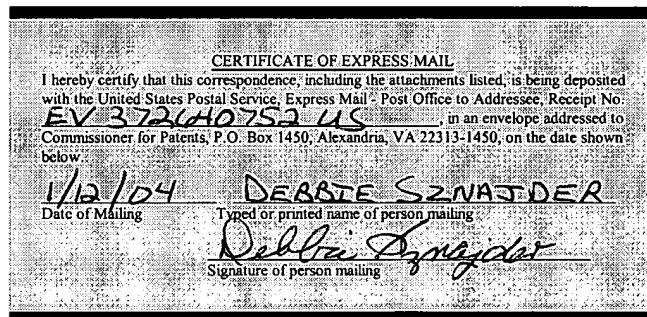 CERTIFICATE OF EXPRESS MAIL
I hereby certify that this correspondence, including the attachments listed, is being deposited
with the United States Postal Service, Express Mail - Post Office to Addressee, Receipt No.
EV 372640752 US, in an envelope addressed to
Commissioner for Patents, P.O. Box 1450, Alexandria, VA 22313-1450, on the date shown
below.
1/12/04 DEBBIE SZNAJDER
Date of Mailing Typed or printed name of person mailing
Debbie Sznajder
Signature of person mailing